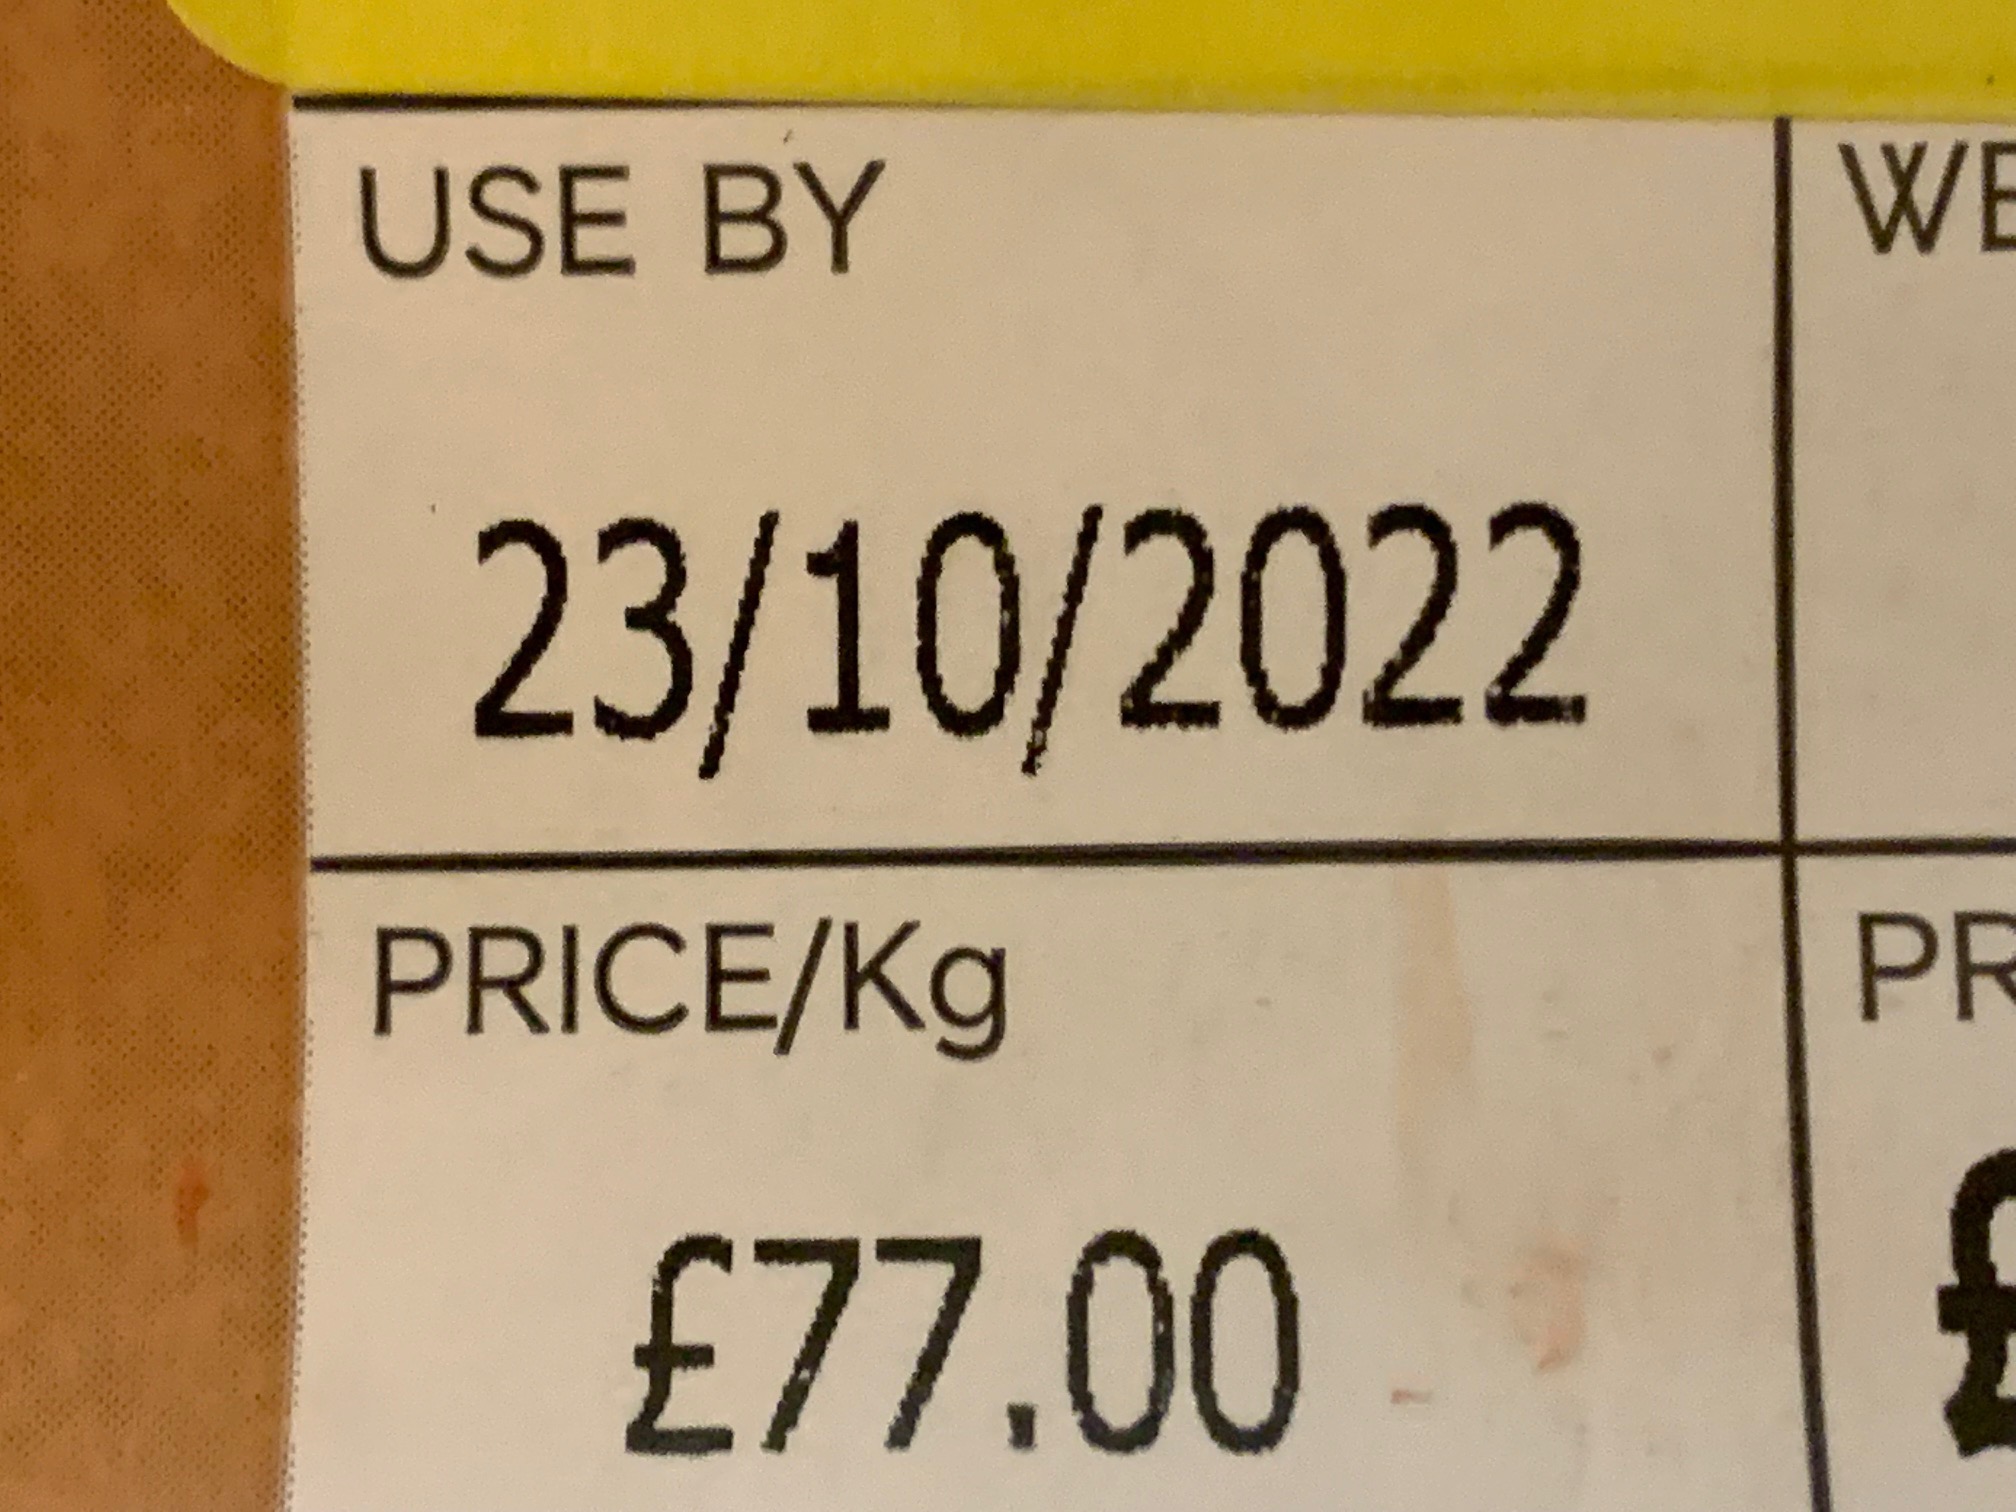 USE BY
23/10/2022
PRICE/Kg
£77.00
£